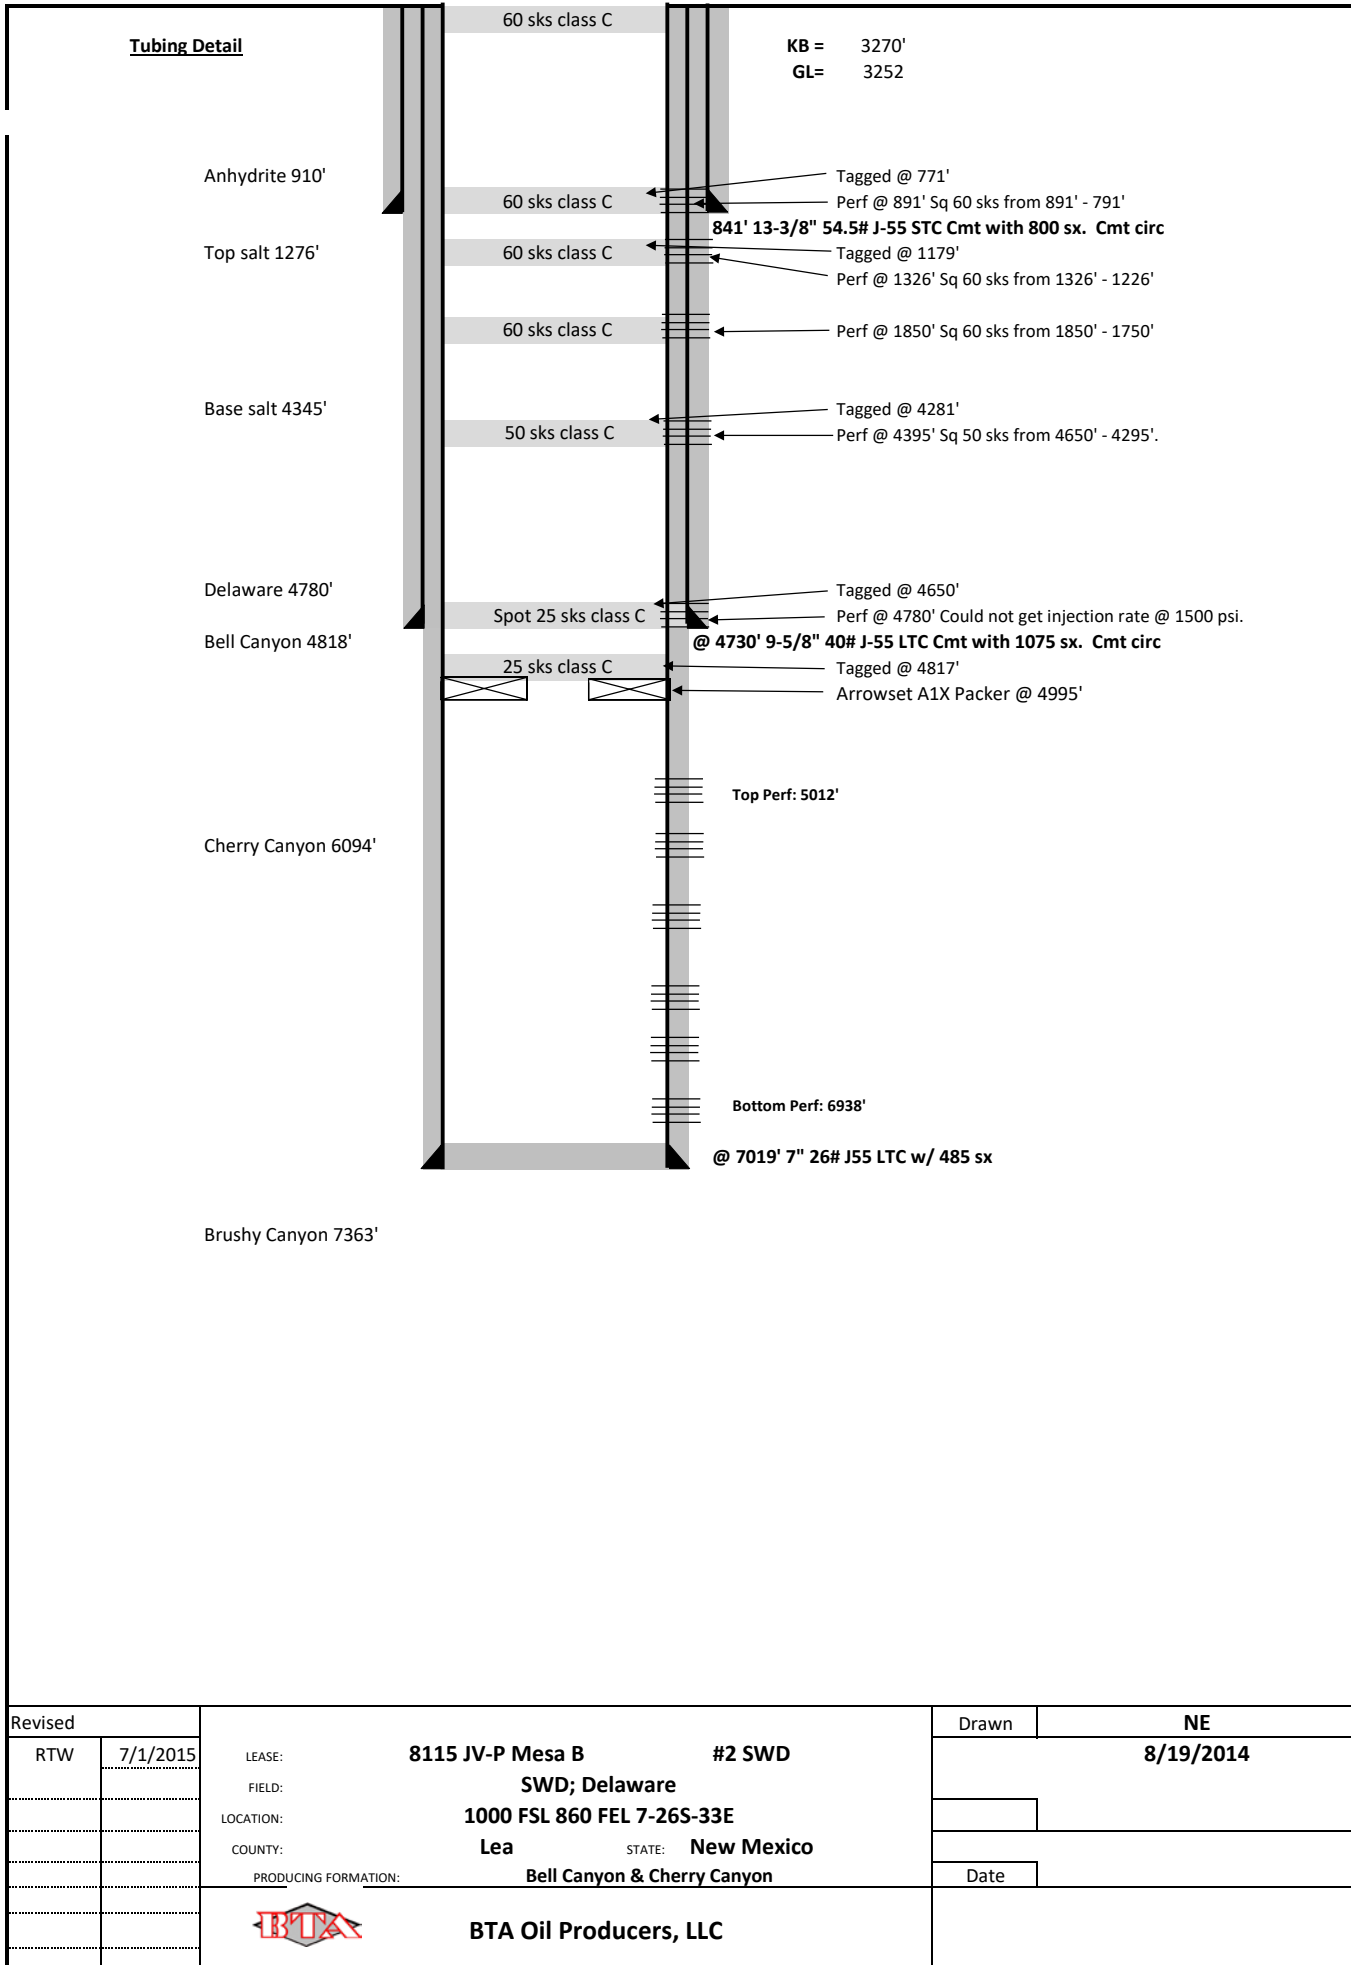 60 sks class C
Tubing Detail
KB = 3270'
GL= 3252
Anhydrite 910'
Tagged @ 771'
60 sks class C
Perf @ 891' Sq 60 sks from 891' - 791'
841' 13-3/8" 54.5# J-55 STC Cmt with 800 sx. Cmt circ
Top salt 1276'
60 sks class C
Tagged @ 1179'
Perf @ 1326' Sq 60 sks from 1326' - 1226'
60 sks class C
Perf @ 1850' Sq 60 sks from 1850' - 1750'
Base salt 4345'
Tagged @ 4281'
50 sks class C
Perf @ 4395' Sq 50 sks from 4650' - 4295'.
Delaware 4780'
Tagged @ 4650'
Spot 25 sks class C
Perf @ 4780' Could not get injection rate @ 1500 psi.
Bell Canyon 4818'
@ 4730' 9-5/8" 40# J-55 LTC Cmt with 1075 sx. Cmt circ
25 sks class C
Tagged @ 4817'
Arrowset A1X Packer @ 4995'
Top Perf: 5012'
Cherry Canyon 6094'
Bottom Perf: 6938'
@ 7019' 7" 26# J55 LTC w/ 485 sx
Brushy Canyon 7363'
Revised
Drawn NE
RTW 7/1/2015
LEASE: 8115 JV-P Mesa B #2 SWD
8/19/2014
FIELD: SWD; Delaware
LOCATION: 1000 FSL 860 FEL 7-26S-33E
COUNTY: Lea STATE: New Mexico
PRODUCING FORMATION: Bell Canyon & Cherry Canyon
Date
BTA
BTA Oil Producers, LLC